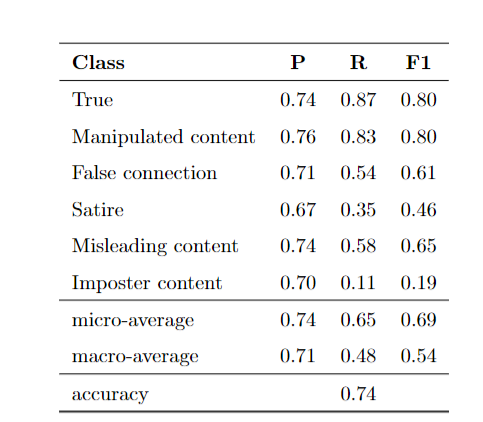 Class P R F1
True 0.74 0.87 0.80
Manipulated content 0.76 0.83 0.80
False connection 0.71 0.54 0.61
Satire 0.67 0.35 0.46
Misleading content 0.74 0.58 0.65
Imposter content 0.70 0.11 0.19
micro-average 0.74 0.65 0.69
macro-average 0.71 0.48 0.54
accuracy 0.74